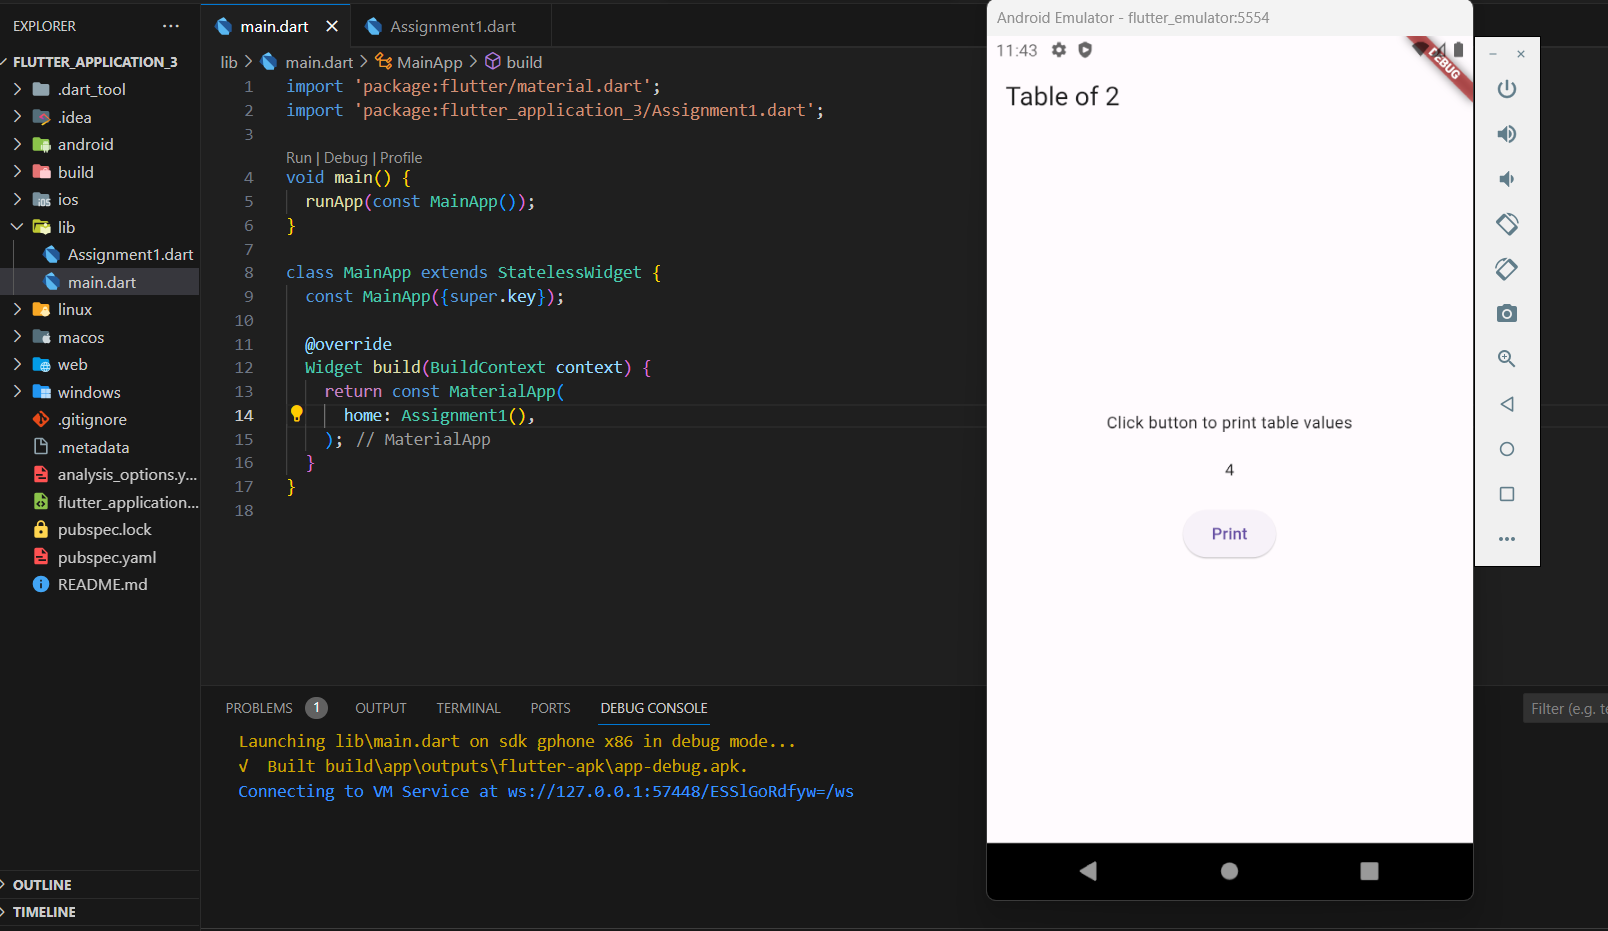 EXPLORER
FLUTTER_APPLICATION_3
.dart_tool
.idea
android
build
ios
lib
Assignment1.dart
main.dart
linux
macos
web
windows
.gitignore
.metadata
analysis_options.y...
flutter_application...
pubspec.lock
pubspec.yaml
README.md
OUTLINE
TIMELINE
main.dart
Assignment1.dart
lib > main.dart > MainApp > build
1 import 'package:flutter/material.dart';
2 import 'package:flutter_application_3/Assignment1.dart';
3
Run | Debug | Profile
4 void main() {
5 runApp(const MainApp());
6 }
7
8 class MainApp extends StatelessWidget {
9 const MainApp({super.key});
10
11 @override
12 Widget build(BuildContext context) {
13 return const MaterialApp(
14 home: Assignment1(),
15 ); // MaterialApp
16 }
17 }
18
PROBLEMS 1 OUTPUT TERMINAL PORTS DEBUG CONSOLE
Filter (e.g. te
Launching lib\main.dart on sdk gphone x86 in debug mode...
√ Built build\app\outputs\flutter-apk\app-debug.apk.
Connecting to VM Service at ws://127.0.0.1:57448/ESSlGoRdfyw=/ws
Android Emulator - flutter_emulator:5554
11:43
DEBUG
Table of 2
Click button to print table values
4
Print